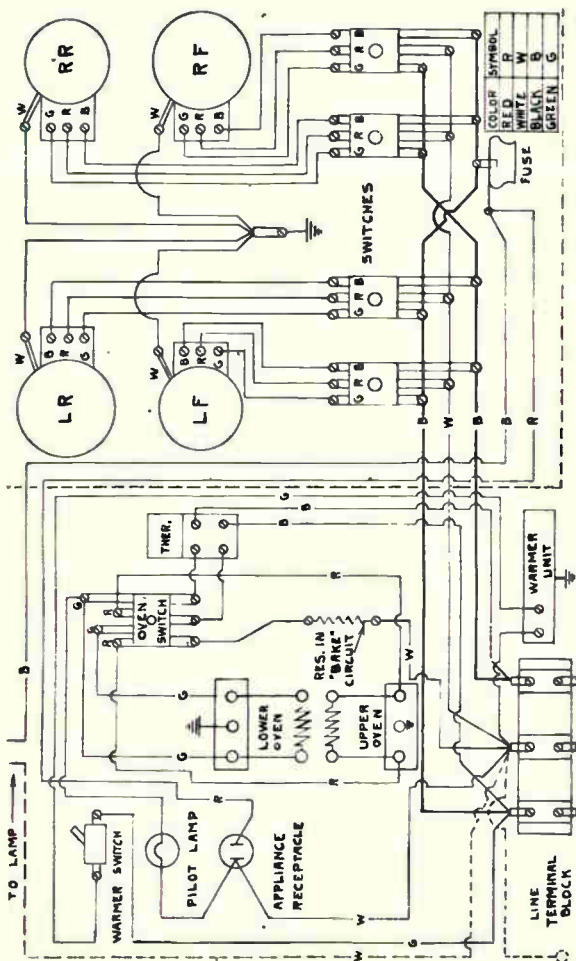 TO LAMP
B
WARMER SWITCH
PILOT LAMP
APPLIANCE
RECEPTACLE
W
G
W
LINE
TERMINAL
BLOCK
R
G
R
G
R
OVEN
SWITCH
THER.
G
B
B
G
G
LOWER
OVEN
R
UPPER
OVEN
RES. IN
"BAKE"
CIRCUIT
R
W
WARMER
UNIT
LR
W
B
R
G
LF
W
B
R
G
RR
W
G
R
B
RF
W
G
R
B
SWITCHES
G R B
G R B
G R B
G R B
B
W
B
B
R
FUSE
COLOR SYMBOL
RED R
WHITE W
BLACK B
GREEN G